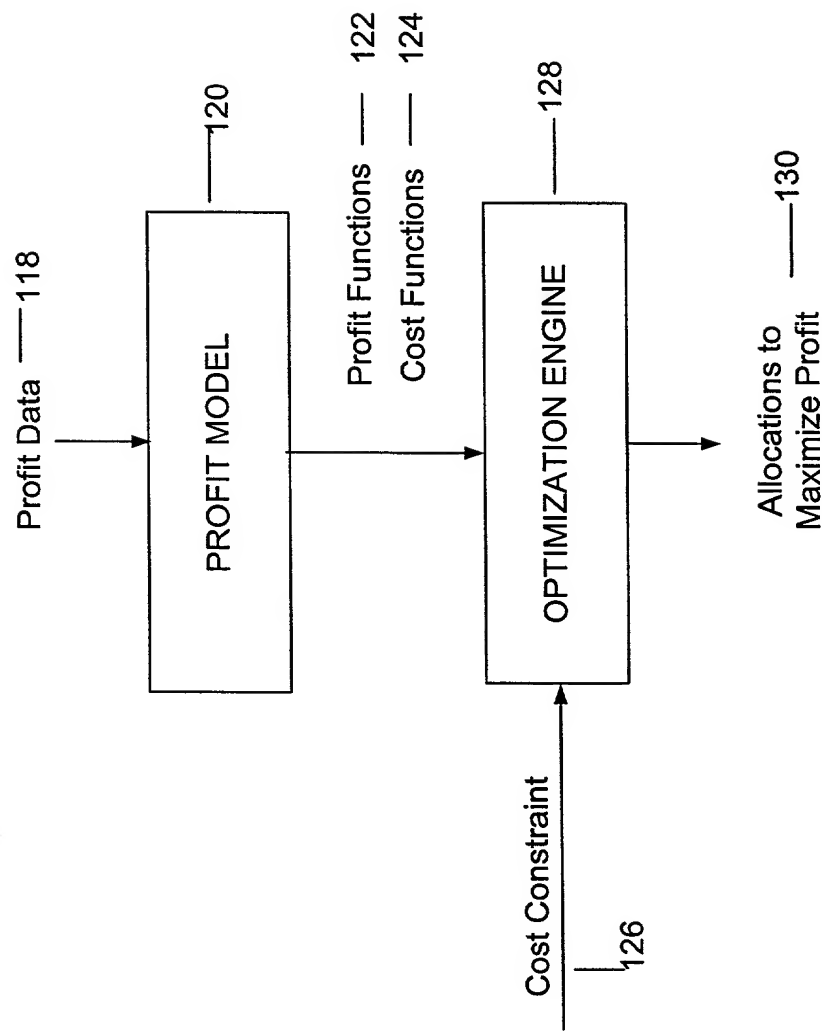 Profit Data 118
PROFIT MODEL
120
Profit Functions 122
Cost Functions 124
Cost Constraint
126
OPTIMIZATION ENGINE
128
Allocations to
Maximize Profit 130